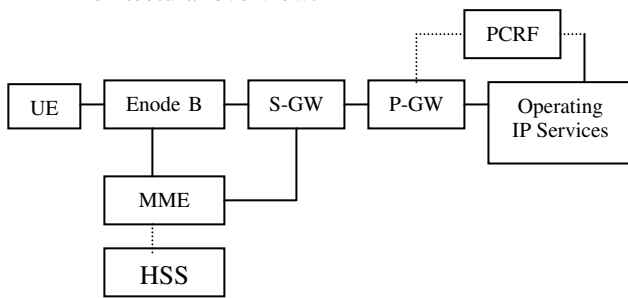 PCRF
UE
Enode B
S-GW
P-GW
Operating
IP Services
MME
HSS